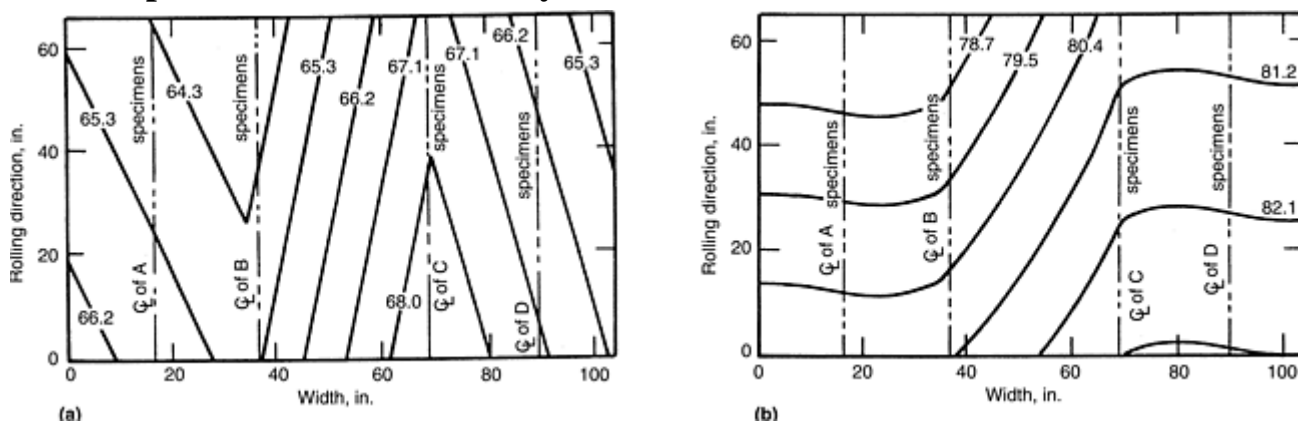 60
40
20
0
Rolling direction, in.
65.3
66.2
64.3
65.3
66.2
67.1
68.0
67.1
66.2
65.3
℄ of A specimens
℄ of B specimens
℄ of C specimens
℄ of D specimens
0 20 40 60 80 100
Width, in.
(a)
60
40
20
0
Rolling direction, in.
78.7
79.5
80.4
81.2
82.1
℄ of A specimens
℄ of B specimens
℄ of C specimens
℄ of D specimens
0 20 40 60 80 100
Width, in.
(b)